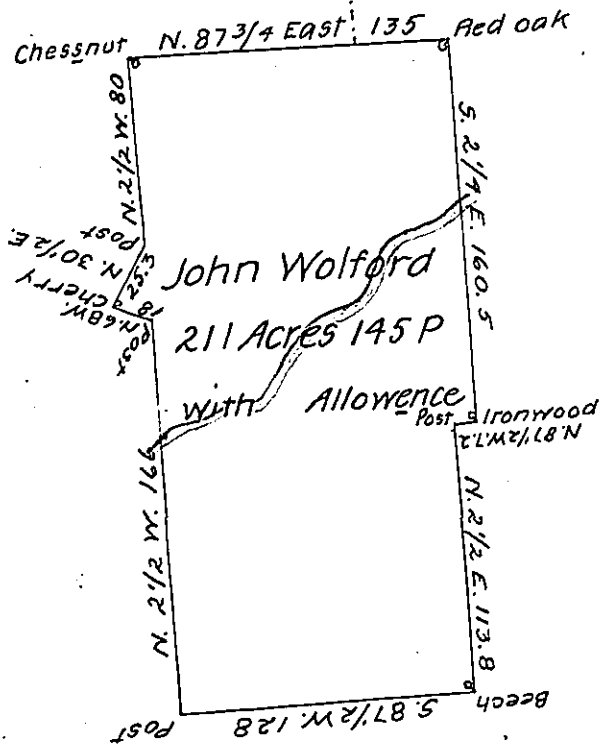 Chessnut N. 87 3/4 East 135 Red oak
S. 2 1/4 E. 160.5
Post Ironwood
N. 87 1/2 W. 7.2
N. 2 1/2 E. 113.8
Beech
S. 87 1/2 W. 128
Post
N. 2 1/2 W. 166
Post
N. 68 W. 18
Cherry
N. 30 1/2 E. 25.3
Post
N. 2 1/2 W. 80
John Wolford
211 Acres 145 P
with Allowence